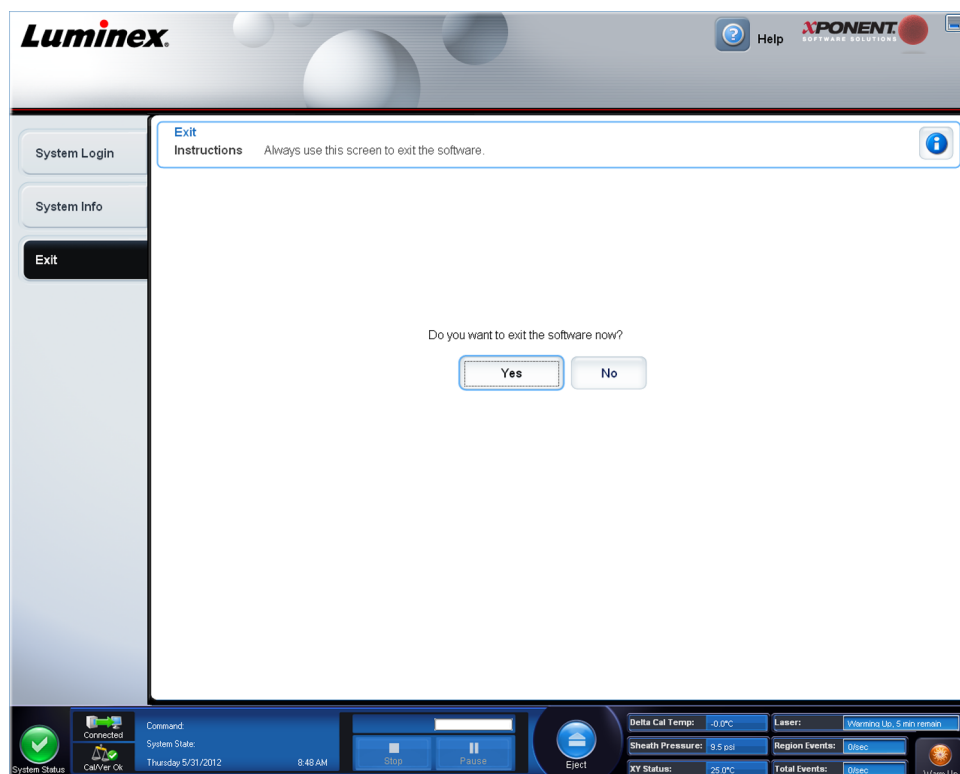 Luminex.
Help
XPONENT.
SOFTWARE SOLUTIONS
System Login
System Info
Exit
Exit
Instructions Always use this screen to exit the software.
Do you want to exit the software now?
Yes No
System Status
Connected
Cal/Ver Ok
Command:
System State:
Thursday 5/31/2012 8:48 AM
Stop Pause
Eject
Delta Cal Temp: -0.0°C
Sheath Pressure: 9.5 psi
XY Status: 25.0°C
Laser: Warming Up, 5 min remain
Region Events: 0/sec
Total Events: 0/sec
Warm Up